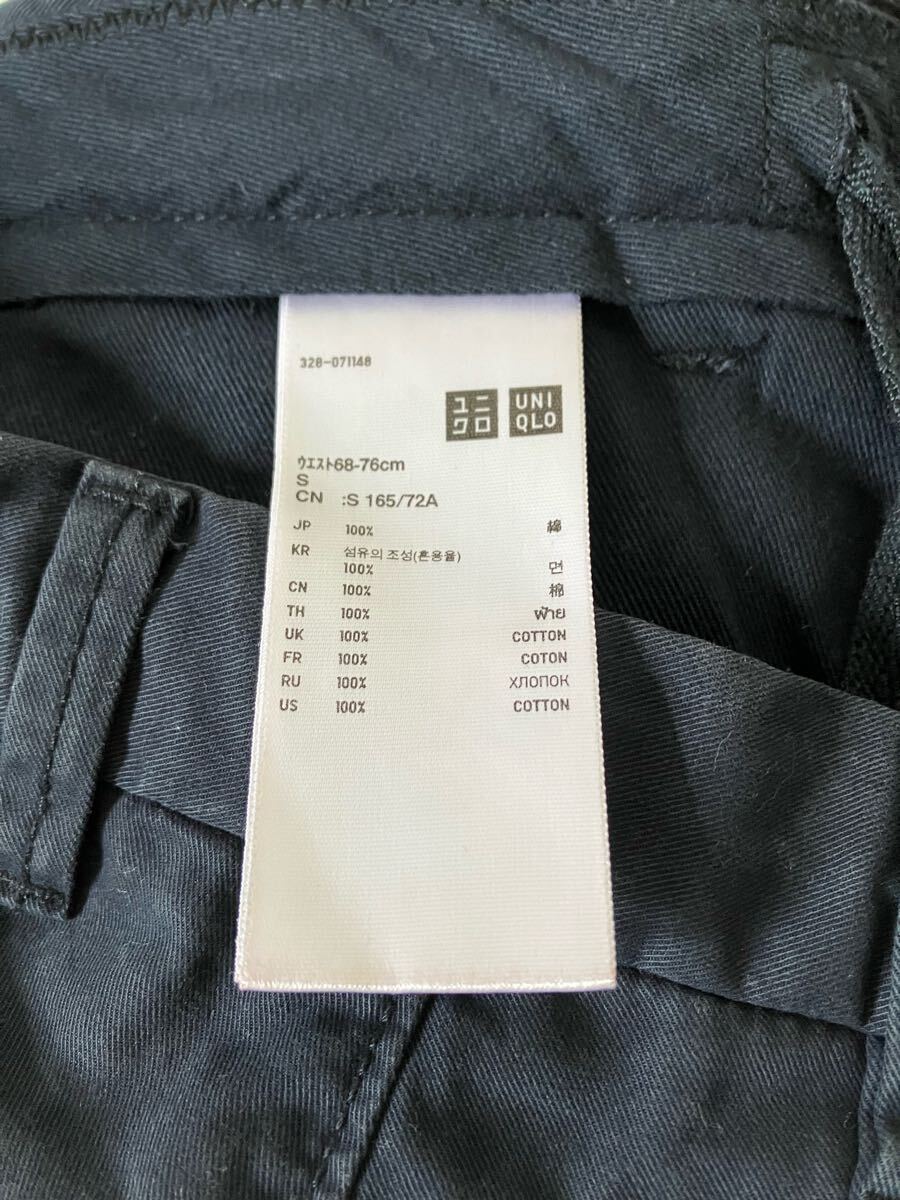 328-071148
ユニ UNI
クロ QLO
ウエスト68-76cm
S
CN :S 165/72A
JP 100% 綿
KR 섬유의 조성(혼용율)
100% 면
CN 100% 棉
TH 100% ฝ้าย
UK 100% COTTON
FR 100% COTON
RU 100% ХЛОПОК
US 100% COTTON